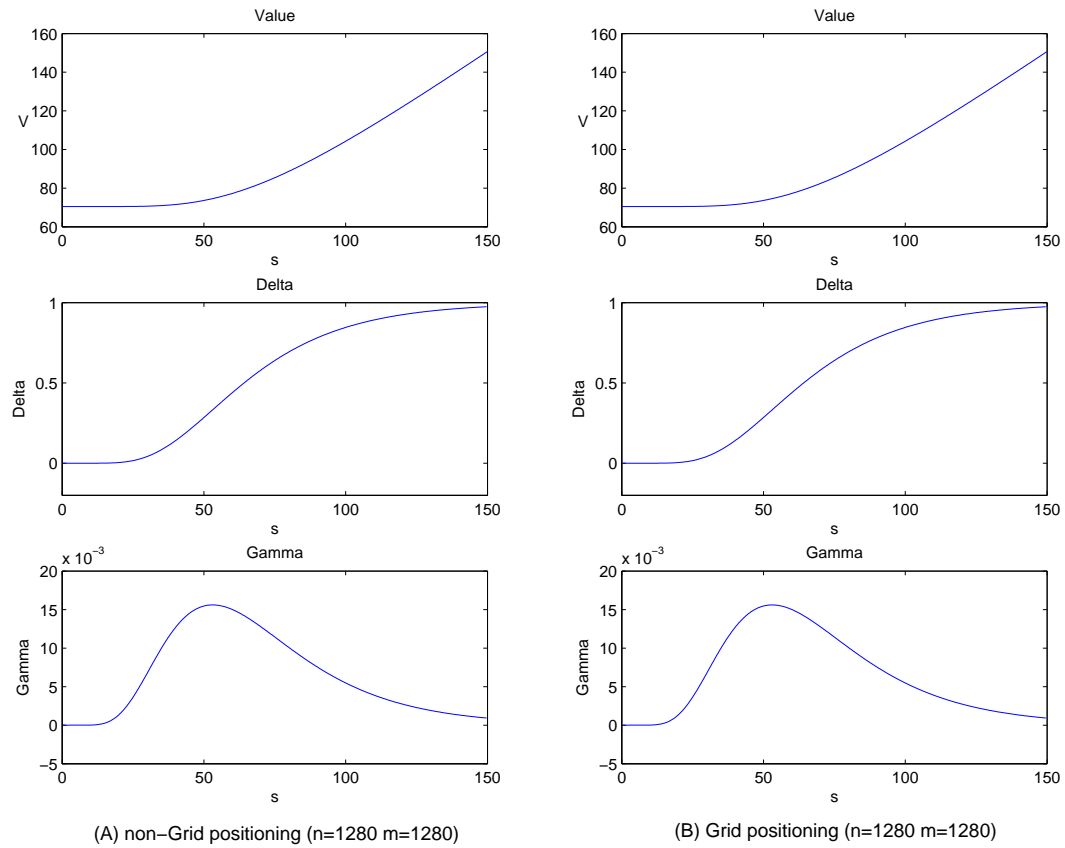 Value
160
140
120
100
80
60
V
0
50
100
150
s
Delta
1
0.5
0
Delta
0
50
100
150
s
x 10⁻³
Gamma
20
15
10
5
0
−5
Gamma
0
50
100
150
s
(A) non−Grid positioning (n=1280 m=1280)
Value
160
140
120
100
80
60
V
0
50
100
150
s
Delta
1
0.5
0
Delta
0
50
100
150
s
x 10⁻³
Gamma
20
15
10
5
0
−5
Gamma
0
50
100
150
s
(B) Grid positioning (n=1280 m=1280)